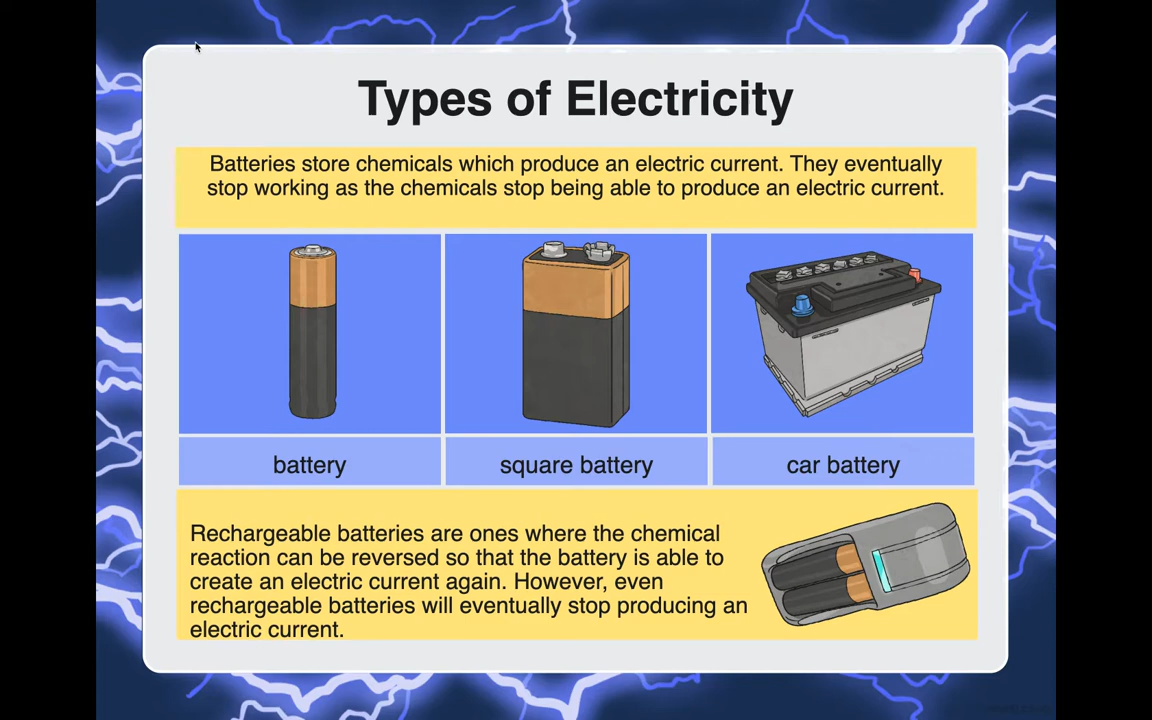 Types of Electricity
Batteries store chemicals which produce an electric current. They eventually
stop working as the chemicals stop being able to produce an electric current.
battery
square battery
car battery
Rechargeable batteries are ones where the chemical
reaction can be reversed so that the battery is able to
create an electric current again. However, even
rechargeable batteries will eventually stop producing an
electric current.